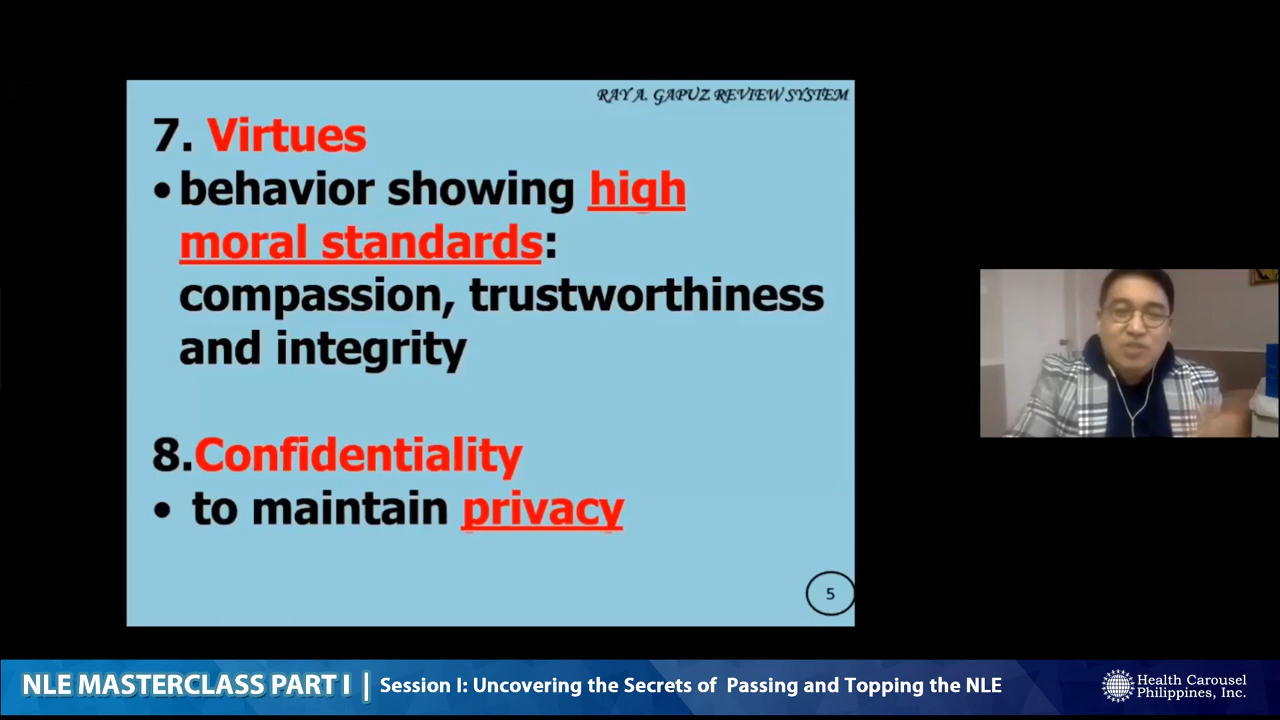 RAY A. GAPUZ REVIEW SYSTEM
7. Virtues
•behavior showing high
moral standards:
compassion, trustworthiness
and integrity
8.Confidentiality
• to maintain privacy
5
NLE MASTERCLASS PART I | Session I: Uncovering the Secrets of Passing and Topping the NLE
Health Carousel
Philippines, Inc.